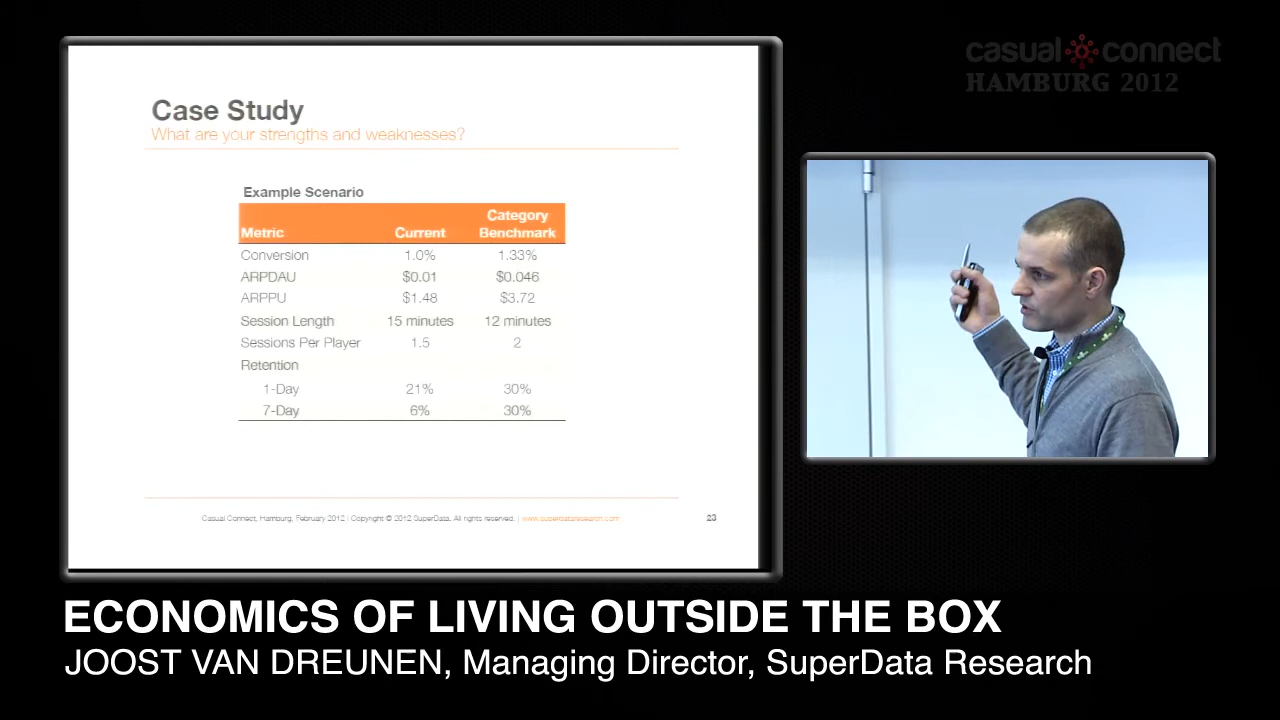 casual connect
HAMBURG 2012
Case Study
What are your strengths and weaknesses?
Example Scenario
Metric Current Category Benchmark
Conversion 1.0% 1.33%
ARPDAU $0.01 $0.046
ARPPU $1.48 $3.72
Session Length 15 minutes 12 minutes
Sessions Per Player 1.5 2
Retention
1-Day 21% 30%
7-Day 6% 30%
Casual Connect, Hamburg, February 2012 | Copyright © 2012 SuperData. All rights reserved. | www.superdataresearch.com 23
ECONOMICS OF LIVING OUTSIDE THE BOX
JOOST VAN DREUNEN, Managing Director, SuperData Research